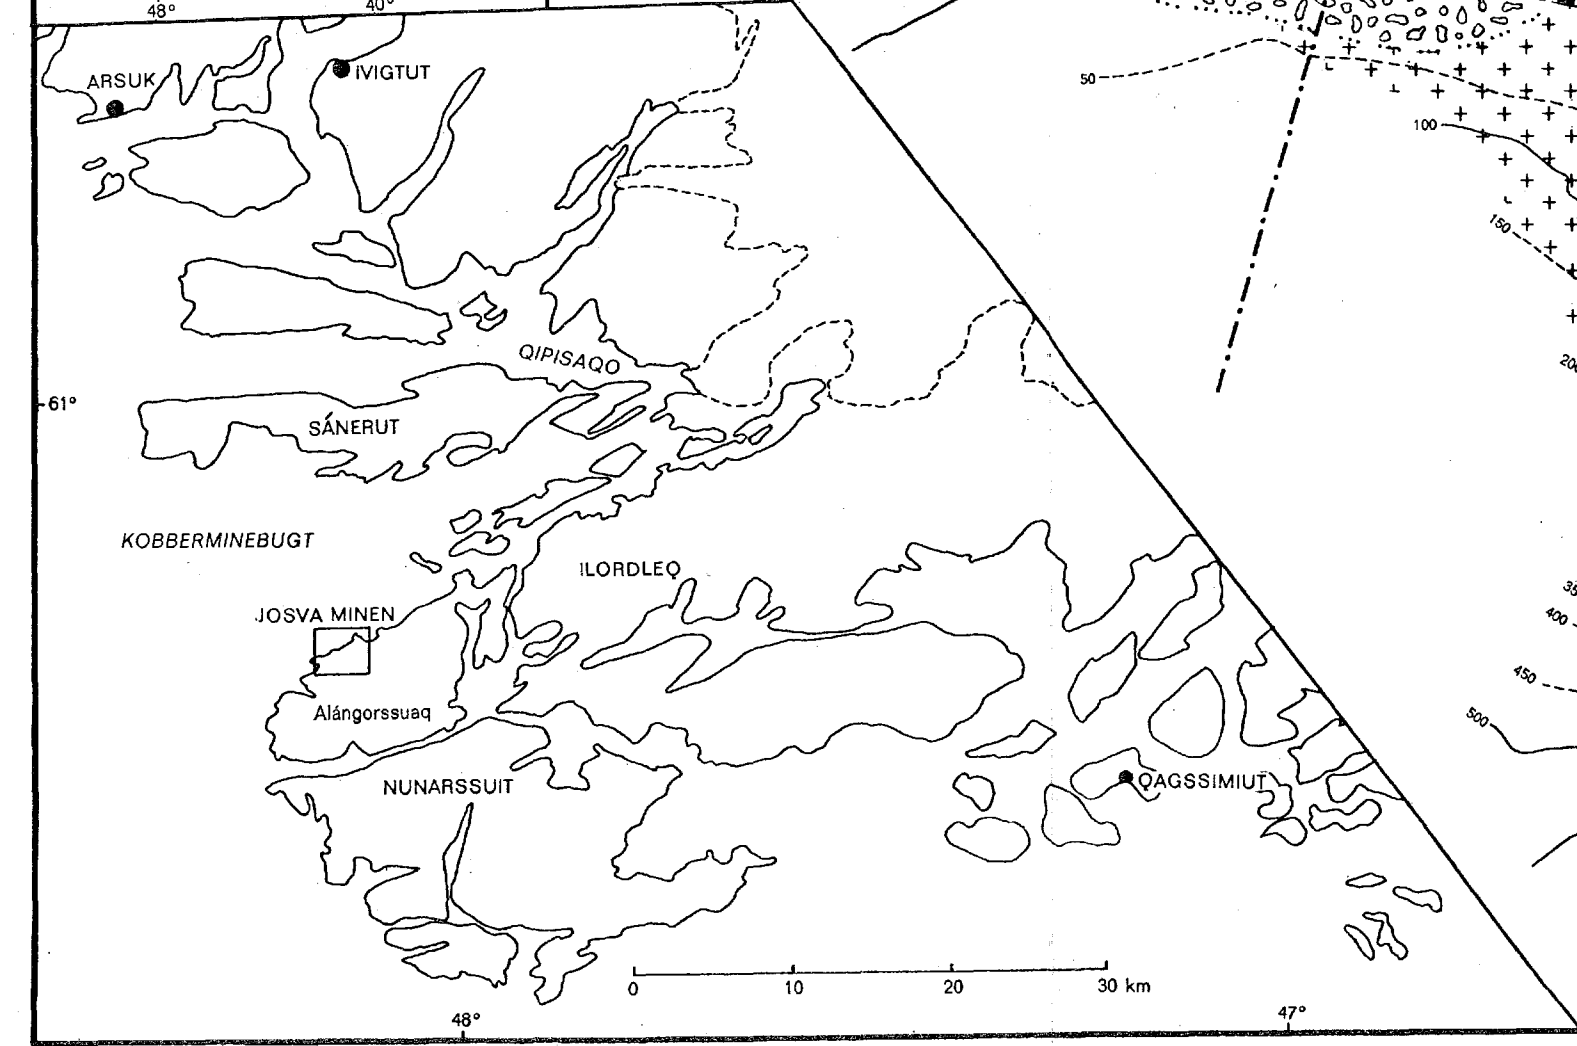 48°
40°
ARSUK
IVIGTUT
50
100
150
QIPISAQO
61°
SÁNERUT
KOBBERMINEBUGT
ILORDLEQ
JOSVA MINEN
400
450
Alángorssuaq
500
NUNARSSUIT
QAGSSIMIUT
0 10 20 30 km
48°
47°